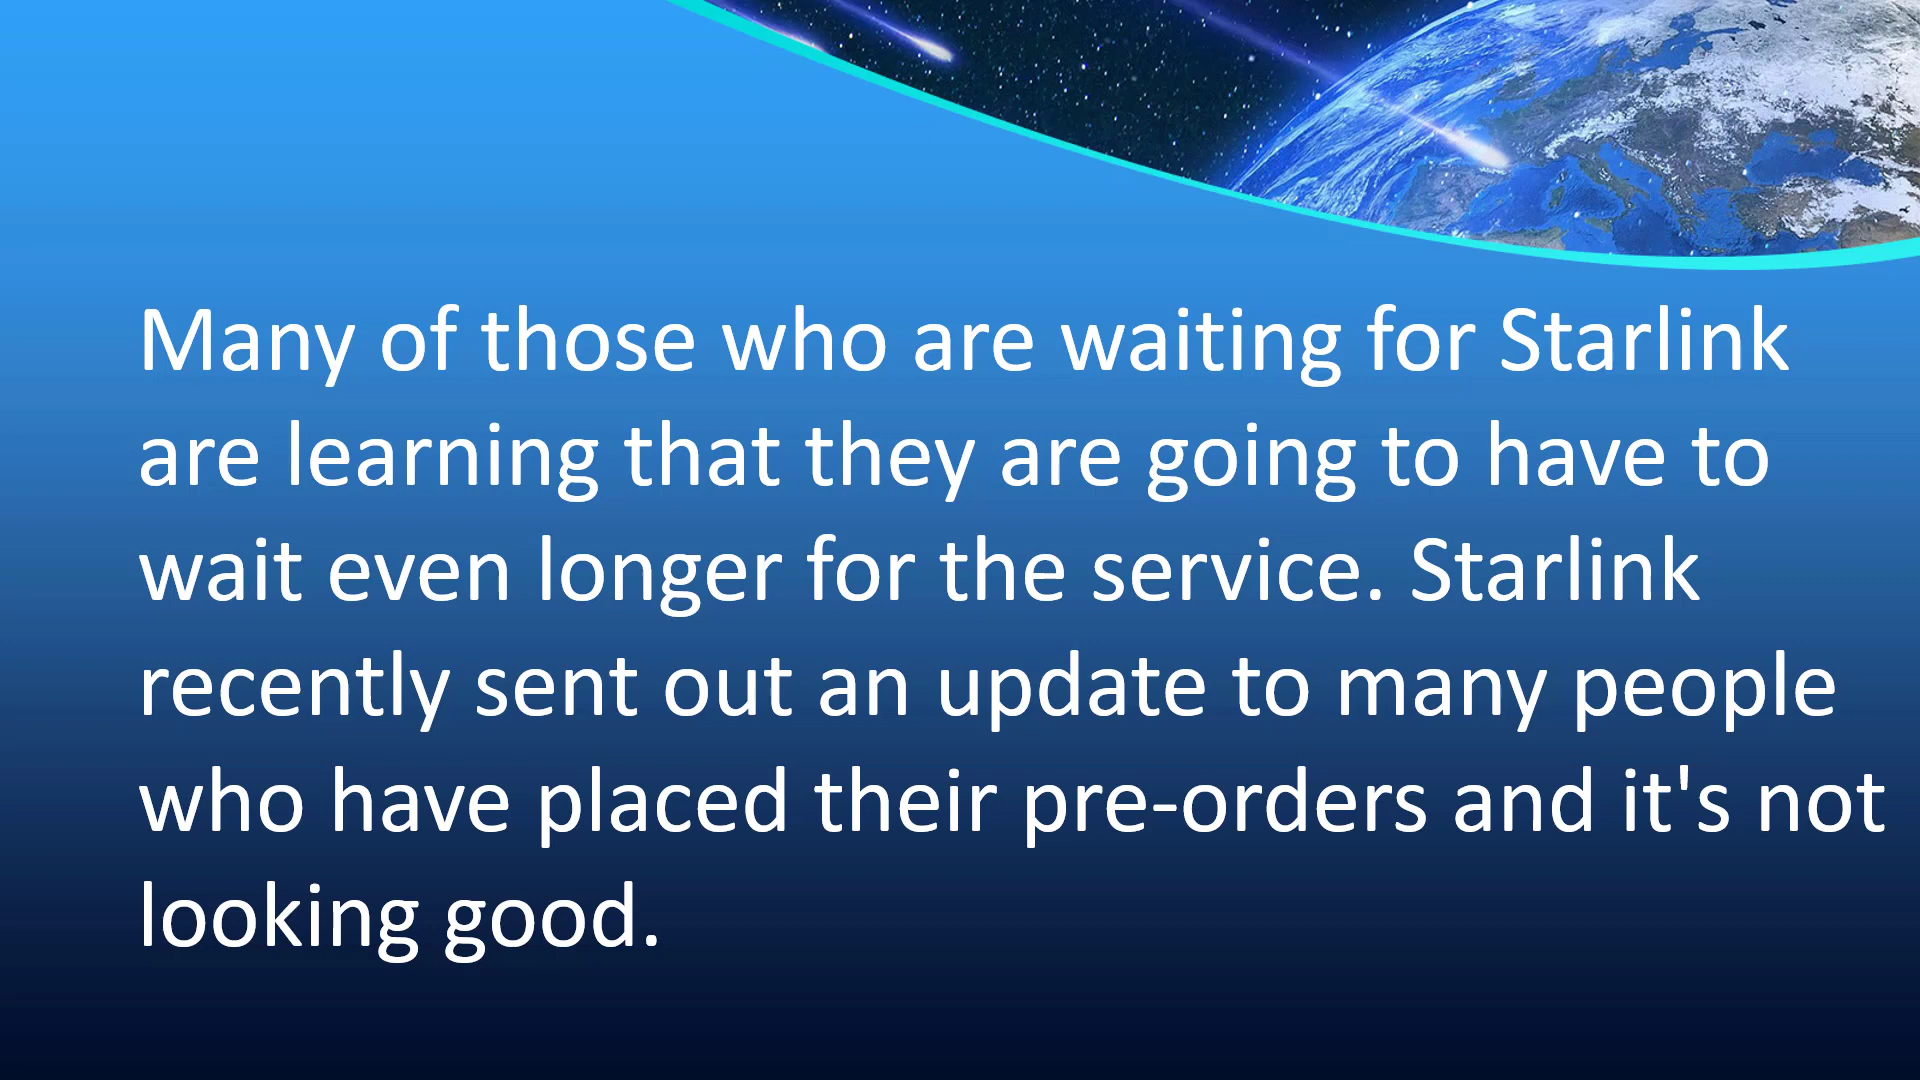 Many of those who are waiting for Starlink
are learning that they are going to have to
wait even longer for the service. Starlink
recently sent out an update to many people
who have placed their pre-orders and it's not
looking good.